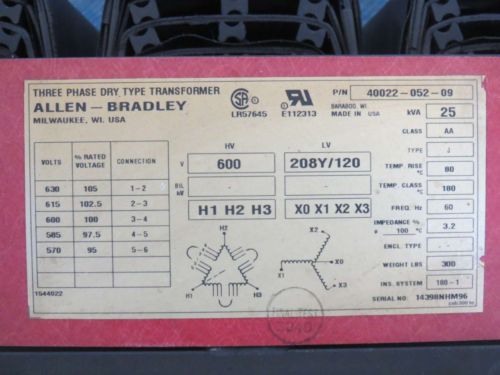 THREE PHASE DRY TYPE TRANSFORMER
ALLEN - BRADLEY
MILWAUKEE, WI. USA
SA
LR57645
E112313
BARABOO, WI.
MADE IN USA
P/N 40022-052-09
kVA 25
CLASS AA
TYPE J
TEMP. RISE °C 80
TEMP. CLASS °C 180
FREQ. Hz 60
IMPEDANCE % °C 100 3.2
ENCL. TYPE -
WEIGHT LBS 300
INS. SYSTEM 180-1
SERIAL NO: 14398NHM96
HV LV
V 600 208Y/120
BIL kV - -
H1 H2 H3 X0 X1 X2 X3
VOLTS % RATED VOLTAGE CONNECTION
630 105 1-2
615 102.5 2-3
600 100 3-4
585 97.5 4-5
570 95 5-6
H2
H1 H3
X2
X0
X1
X3
1544022
FINAL TEST